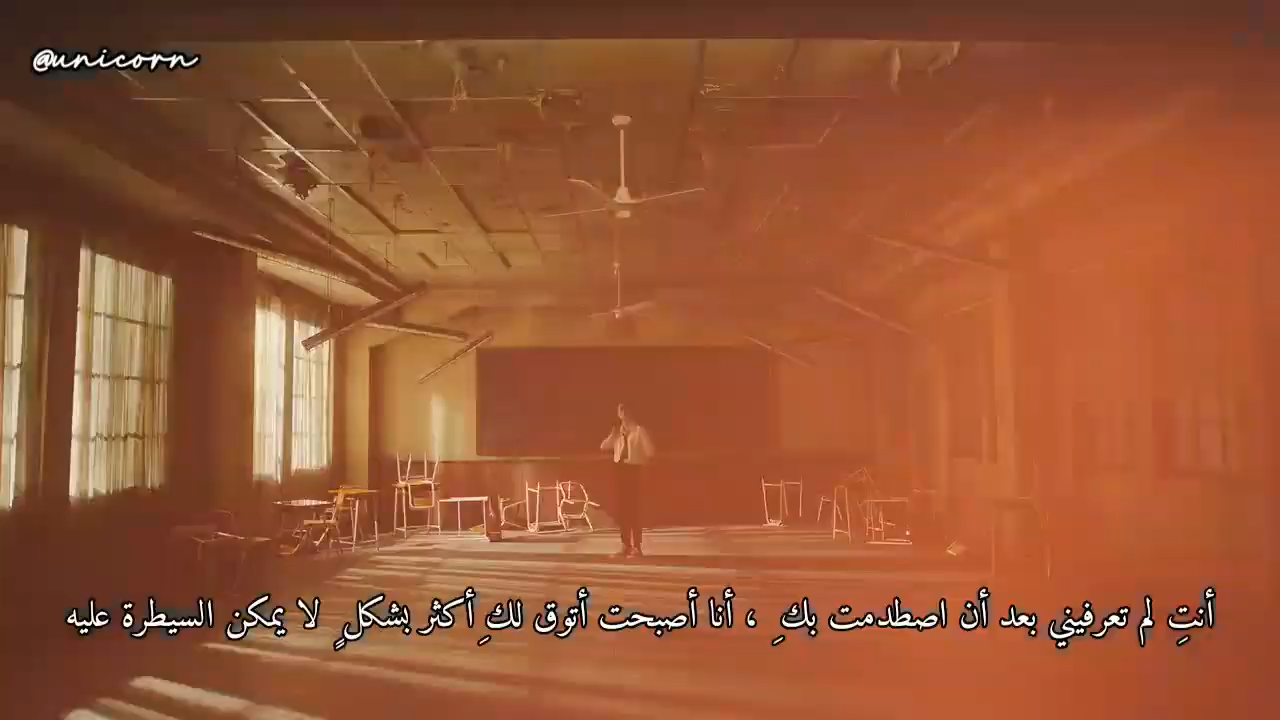 @unicorn
أنتِ لم تعرفيني بعد أن اصطدمت بكِ ، أنا أصبحت أتوق لكِ أكثر بشكلٍ لا يمكن السيطرة عليه